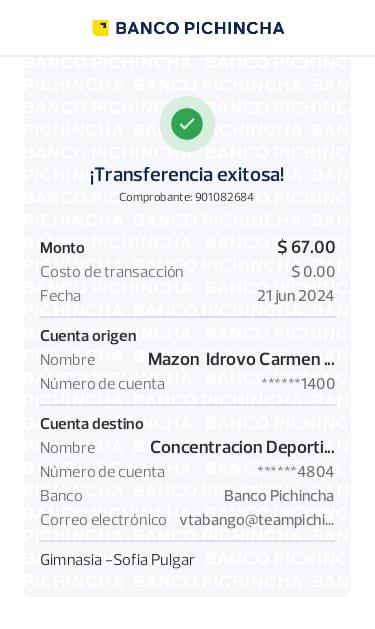 BANCO PICHINCHA
¡Transferencia exitosa!
Comprobante: 901082684
Monto $ 67.00
Costo de transacción $ 0.00
Fecha 21 jun 2024
Cuenta origen
Nombre Mazon Idrovo Carmen ...
Número de cuenta ******1400
Cuenta destino
Nombre Concentracion Deporti...
Número de cuenta ******4804
Banco Banco Pichincha
Correo electrónico vtabango@teampichi...
Gimnasia -Sofia Pulgar